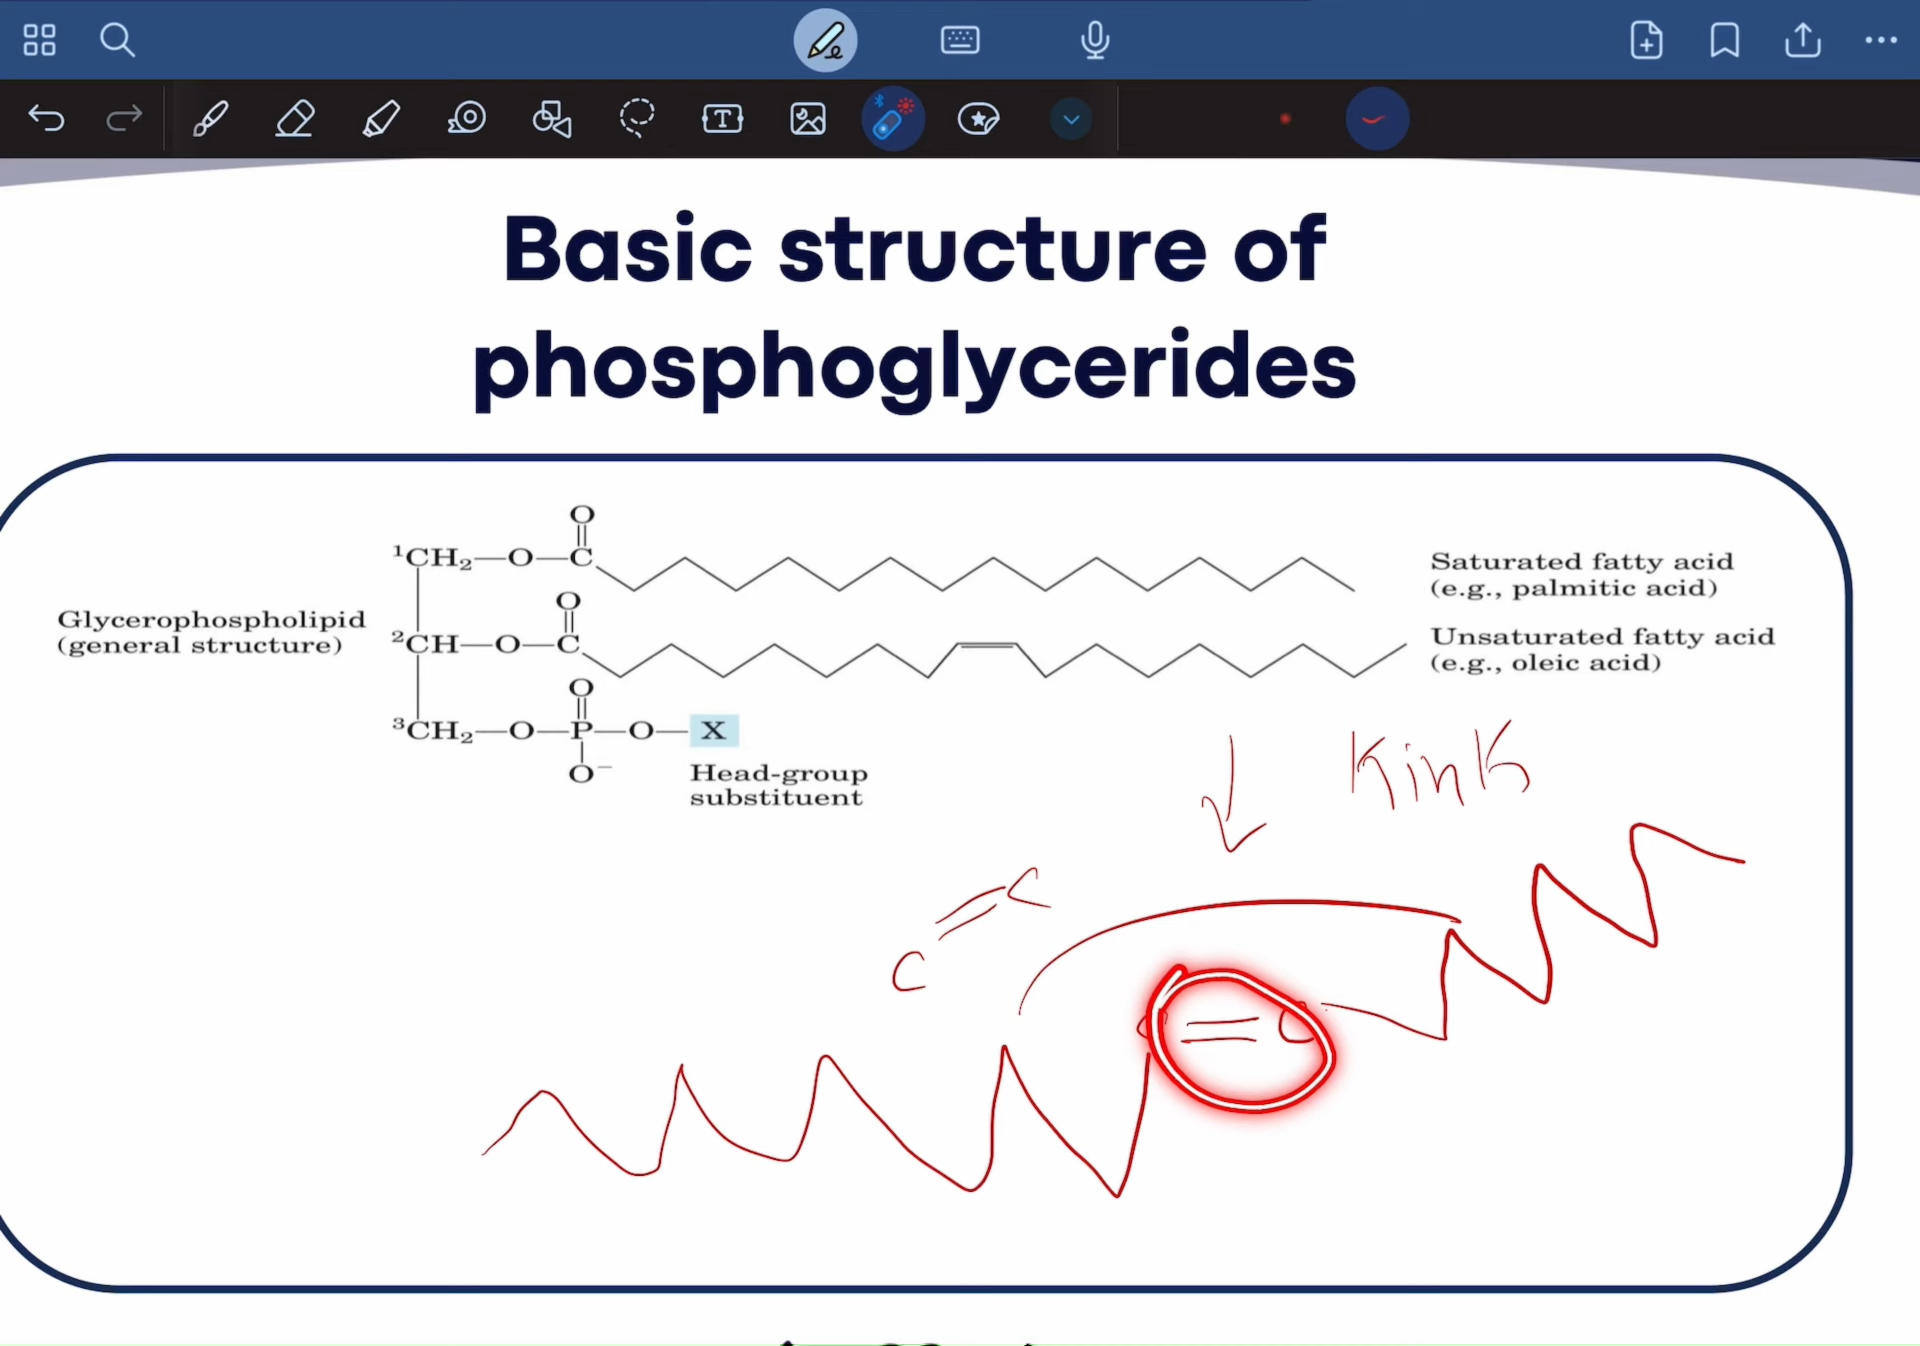 Basic structure of
phosphoglycerides
Glycerophospholipid
(general structure)
¹CH₂—O—C
O
²CH—O—C
O
³CH₂—O—P—O—X
O
O⁻
Head-group
substituent
Saturated fatty acid
(e.g., palmitic acid)
Unsaturated fatty acid
(e.g., oleic acid)
Kink
C=C
C=C